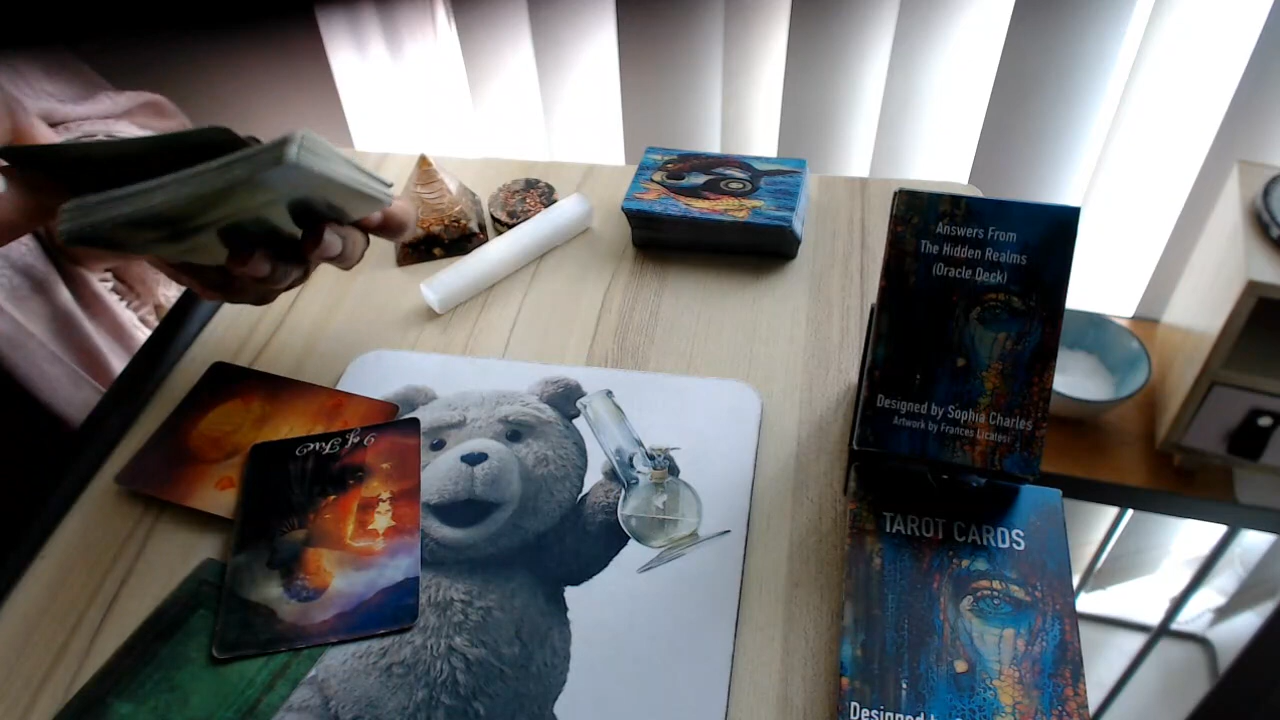 Answers From
The Hidden Realms
(Oracle Deck)
Designed by Sophia Charles
Artwork by Frances Licatesi
TAROT CARDS
Designed
9 of